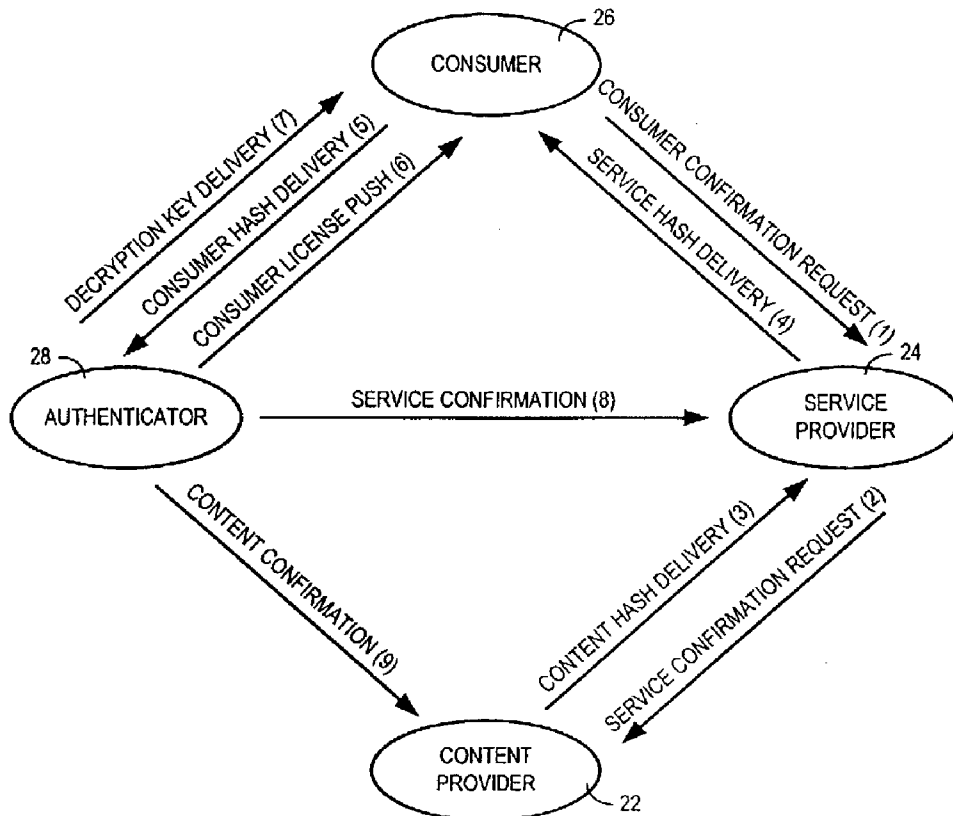 26
CONSUMER
DECRYPTION KEY DELIVERY (7)
CONSUMER HASH DELIVERY (5)
CONSUMER LICENSE PUSH (6)
CONSUMER CONFIRMATION REQUEST (1)
SERVICE HASH DELIVERY (4)
28
AUTHENTICATOR
SERVICE CONFIRMATION (8)
24
SERVICE
PROVIDER
CONTENT CONFIRMATION (9)
CONTENT HASH DELIVERY (3)
SERVICE CONFIRMATION REQUEST (2)
CONTENT
PROVIDER
22